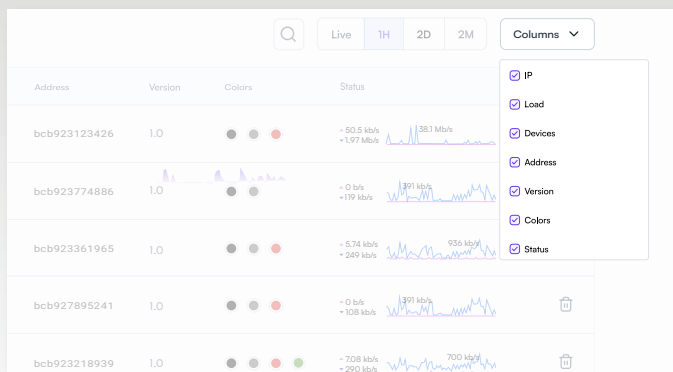 Live 1H 2D 2M Columns
IP
Load
Devices
Address
Version
Colors
Status
Address Version Colors Status
bcb923123426 1.0 50.5 kb/s 38.1 Mb/s
1.97 Mb/s
bcb923774886 1.0 0 b/s 391 kb/s
119 kb/s
bcb923361965 1.0 5.74 kb/s 936 kb/s
249 kb/s
bcb927895241 1.0 0 b/s 391 kb/s
108 kb/s
bcb923218939 1.0 7.08 kb/s 700 kb/s
290 kb/s